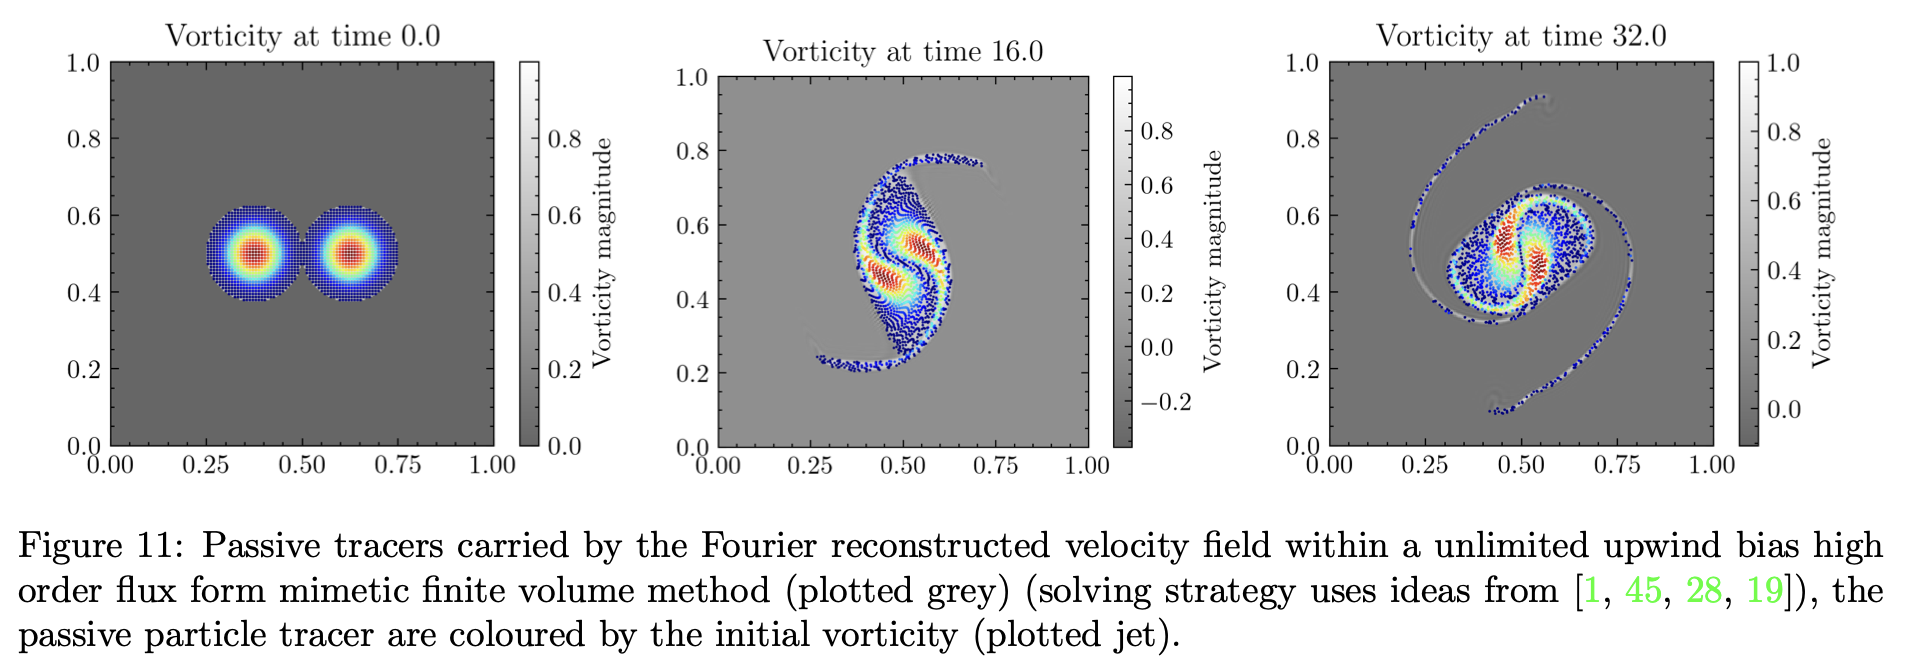 Vorticity at time 0.0
1.0
0.8
0.6
0.4
0.2
0.0
0.00 0.25 0.50 0.75 1.00
0.8
0.6
0.4
0.2
0.0
Vorticity magnitude
Vorticity at time 16.0
1.0
0.8
0.6
0.4
0.2
0.0
0.00 0.25 0.50 0.75 1.00
0.8
0.6
0.4
0.2
0.0
−0.2
Vorticity magnitude
Vorticity at time 32.0
1.0
0.8
0.6
0.4
0.2
0.0
0.00 0.25 0.50 0.75 1.00
1.0
0.8
0.6
0.4
0.2
0.0
Vorticity magnitude
Figure 11: Passive tracers carried by the Fourier reconstructed velocity field within a unlimited upwind bias high
order flux form mimetic finite volume method (plotted grey) (solving strategy uses ideas from [1, 45, 28, 19]), the
passive particle tracer are coloured by the initial vorticity (plotted jet).